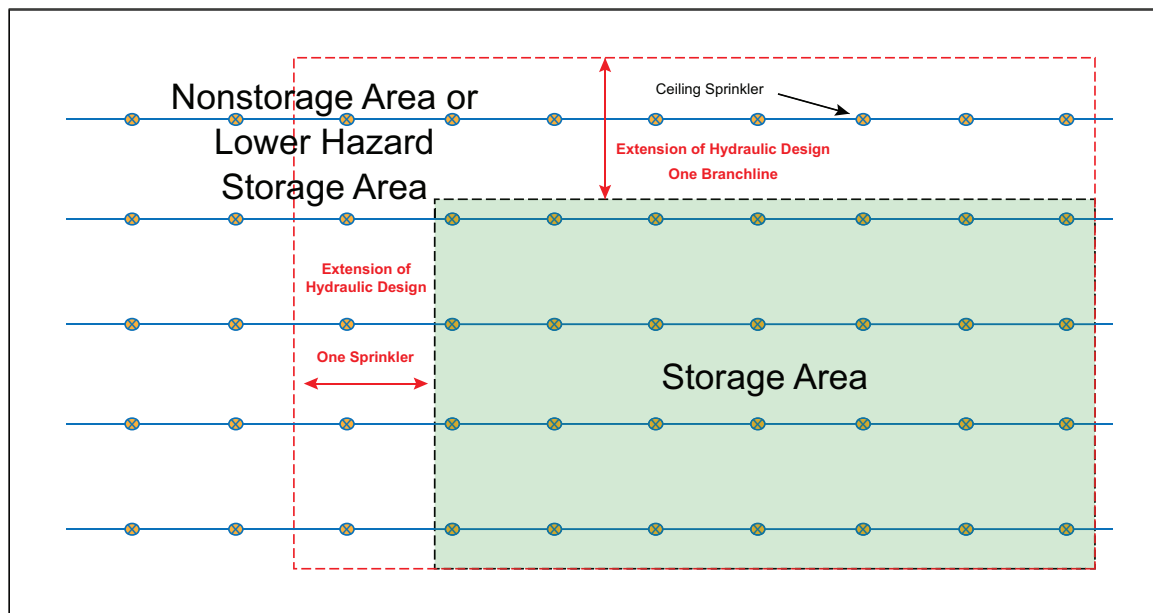 Nonstorage Area or
Lower Hazard
Storage Area
Ceiling Sprinkler
Extension of Hydraulic Design
One Branchline
Extension of
Hydraulic Design
One Sprinkler
Storage Area